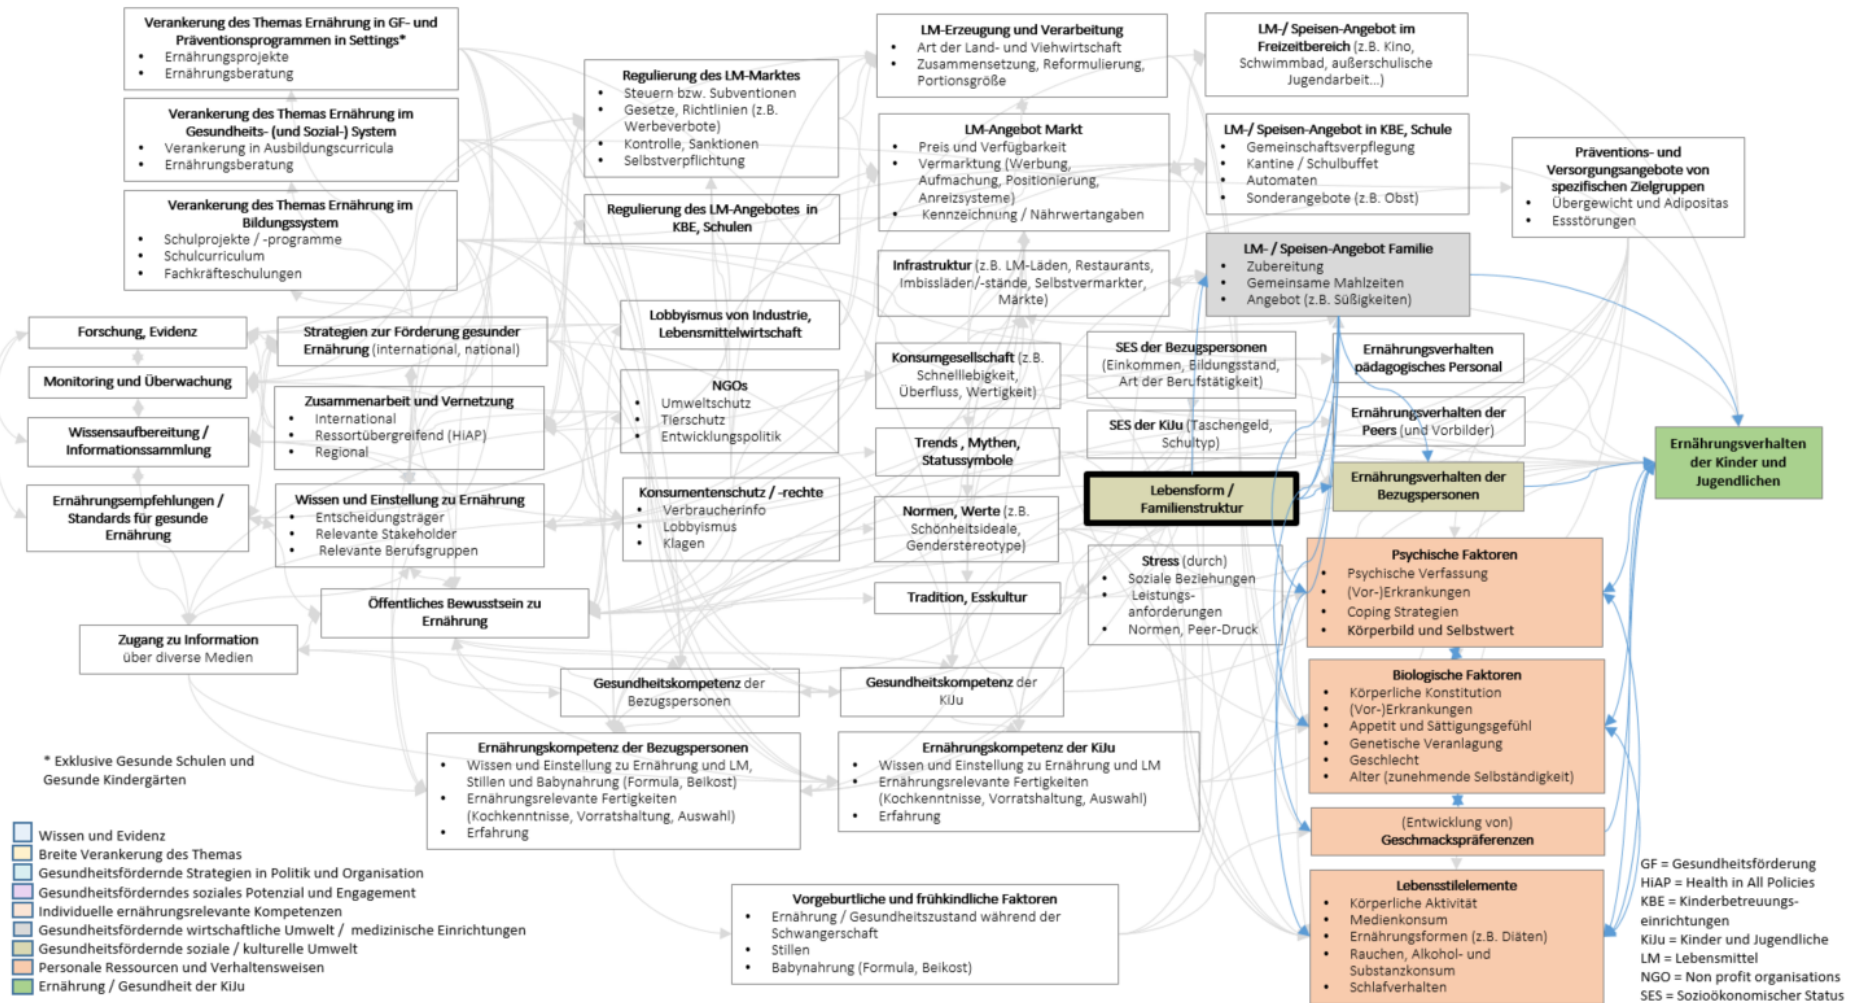 Verankerung des Themas Ernährung in GF- und
Präventionsprogrammen in Settings*
• Ernährungsprojekte
• Ernährungsberatung
Verankerung des Themas Ernährung im
Gesundheits- (und Sozial-) System
• Verankerung in Ausbildungscurricula
• Ernährungsberatung
Verankerung des Themas Ernährung im
Bildungssystem
• Schulprojekte / -programme
• Schulcurriculum
• Fachkräfteschulungen
Forschung, Evidenz
Monitoring und Überwachung
Wissensaufbereitung /
Informationssammlung
Ernährungsempfehlungen /
Standards für gesunde
Ernährung
Zugang zu Information
über diverse Medien
Strategien zur Förderung gesunder
Ernährung (international, national)
Zusammenarbeit und Vernetzung
• International
• Ressortübergreifend (HiAP)
• Regional
Wissen und Einstellung zu Ernährung
• Entscheidungsträger
• Relevante Stakeholder
• Relevante Berufsgruppen
Öffentliches Bewusstsein zu
Ernährung
Regulierung des LM-Marktes
• Steuern bzw. Subventionen
• Gesetze, Richtlinien (z.B.
Werbeverbote)
• Kontrolle, Sanktionen
• Selbstverpflichtung
Regulierung des LM-Angebotes in
KBE, Schulen
Lobbyismus von Industrie,
Lebensmittelwirtschaft
NGOs
• Umweltschutz
• Tierschutz
• Entwicklungspolitik
Konsumentenschutz / -rechte
• Verbraucherinfo
• Lobbyismus
• Klagen
Gesundheitskompetenz der
Bezugspersonen
Gesundheitskompetenz der
KiJu
Ernährungskompetenz der Bezugspersonen
• Wissen und Einstellung zu Ernährung und LM,
Stillen und Babynahrung (Formula, Beikost)
• Ernährungsrelevante Fertigkeiten
(Kochkenntnisse, Vorratshaltung, Auswahl)
• Erfahrung
Ernährungskompetenz der KiJu
• Wissen und Einstellung zu Ernährung und LM
• Ernährungsrelevante Fertigkeiten
(Kochkenntnisse, Vorratshaltung, Auswahl)
• Erfahrung
Vorgeburtliche und frühkindliche Faktoren
• Ernährung / Gesundheitszustand während der
Schwangerschaft
• Stillen
• Babynahrung (Formula, Beikost)
LM-Erzeugung und Verarbeitung
• Art der Land- und Viehwirtschaft
• Zusammensetzung, Reformulierung,
Portionsgröße
LM-Angebot Markt
• Preis und Verfügbarkeit
• Vermarktung (Werbung,
Aufmachung, Positionierung,
Anreizsysteme)
• Kennzeichnung / Nährwertangaben
Infrastruktur (z.B. LM-Läden, Restaurants,
Imbissläden/-stände, Selbstvermarkter,
Märkte)
Konsumgesellschaft (z.B.
Schnelllebigkeit,
Überfluss, Wertigkeit)
Trends , Mythen,
Statussymbole
Normen, Werte (z.B.
Schönheitsideale,
Genderstereotype)
Tradition, Esskultur
LM-/ Speisen-Angebot im
Freizeitbereich (z.B. Kino,
Schwimmbad, außerschulische
Jugendarbeit...)
LM-/ Speisen-Angebot in KBE, Schule
• Gemeinschaftsverpflegung
• Kantine / Schulbuffet
• Automaten
• Sonderangebote (z.B. Obst)
LM- / Speisen-Angebot Familie
• Zubereitung
• Gemeinsame Mahlzeiten
• Angebot (z.B. Süßigkeiten)
SES der Bezugspersonen
(Einkommen, Bildungsstand,
Art der Berufstätigkeit)
SES der KiJu (Taschengeld,
Schultyp)
Lebensform /
Familienstruktur
Stress (durch)
• Soziale Beziehungen
• Leistungs-
anforderungen
• Normen, Peer-Druck
Ernährungsverhalten
pädagogisches Personal
Ernährungsverhalten der
Peers (und Vorbilder)
Ernährungsverhalten der
Bezugspersonen
Psychische Faktoren
• Psychische Verfassung
• (Vor-)Erkrankungen
• Coping Strategien
• Körperbild und Selbstwert
Biologische Faktoren
• Körperliche Konstitution
• (Vor-)Erkrankungen
• Appetit und Sättigungsgefühl
• Genetische Veranlagung
• Geschlecht
• Alter (zunehmende Selbständigkeit)
(Entwicklung von)
Geschmackspräferenzen
Lebensstilelemente
• Körperliche Aktivität
• Medienkonsum
• Ernährungsformen (z.B. Diäten)
• Rauchen, Alkohol- und
Substanzkonsum
• Schlafverhalten
Präventions- und
Versorgungsangebote von
spezifischen Zielgruppen
• Übergewicht und Adipositas
• Essstörungen
Ernährungsverhalten
der Kinder und
Jugendlichen
* Exklusive Gesunde Schulen und
Gesunde Kindergärten
Wissen und Evidenz
Breite Verankerung des Themas
Gesundheitsfördernde Strategien in Politik und Organisation
Gesundheitsförderndes soziales Potenzial und Engagement
Individuelle ernährungsrelevante Kompetenzen
Gesundheitsfördernde wirtschaftliche Umwelt / medizinische Einrichtungen
Gesundheitsfördernde soziale / kulturelle Umwelt
Personale Ressourcen und Verhaltensweisen
Ernährung / Gesundheit der KiJu
GF = Gesundheitsförderung
HiAP = Health in All Policies
KBE = Kinderbetreuungs-
einrichtungen
KiJu = Kinder und Jugendliche
LM = Lebensmittel
NGO = Non profit organisations
SES = Sozioökonomischer Status